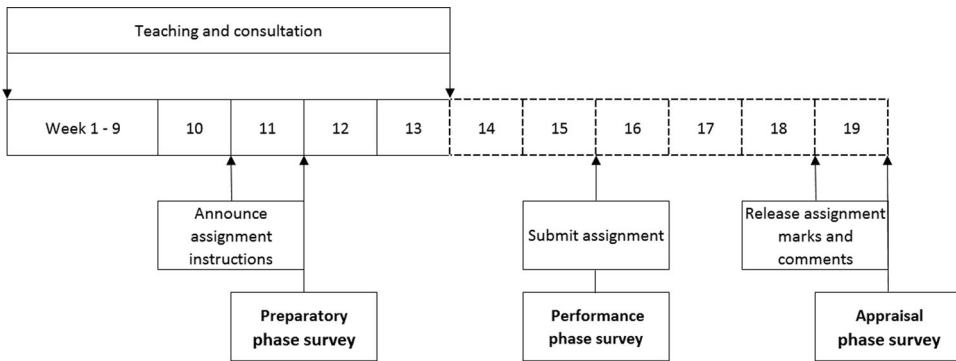 Teaching and consultation
Week 1 - 9
10
11
12
13
14
15
16
17
18
19
Announce
assignment
instructions
Submit assignment
Release assignment
marks and
comments
Preparatory
phase survey
Performance
phase survey
Appraisal
phase survey